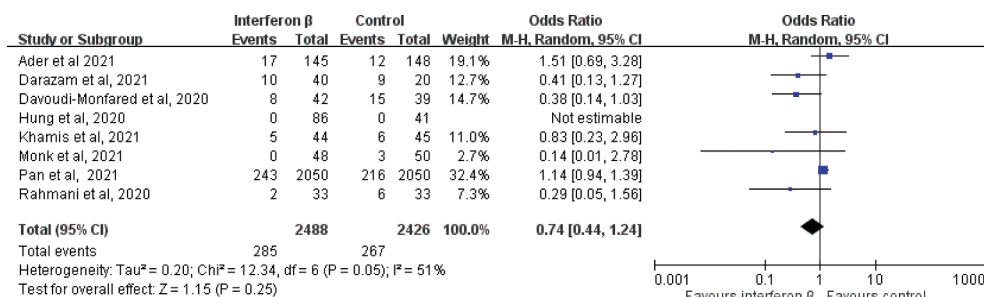 Interferon β Control Odds Ratio Odds Ratio
Study or Subgroup Events Total Events Total Weight M-H, Random, 95% CI M-H, Random, 95% CI
Ader et al 2021 17 145 12 148 19.1% 1.51 [0.69, 3.28]
Darazam et al, 2021 10 40 9 20 12.7% 0.41 [0.13, 1.27]
Davoudi-Monfared et al, 2020 8 42 15 39 14.7% 0.38 [0.14, 1.03]
Hung et al, 2020 0 86 0 41 Not estimable
Khamis et al, 2021 5 44 6 45 11.0% 0.83 [0.23, 2.96]
Monk et al, 2021 0 48 3 50 2.7% 0.14 [0.01, 2.78]
Pan et al, 2021 243 2050 216 2050 32.4% 1.14 [0.94, 1.39]
Rahmani et al, 2020 2 33 6 33 7.3% 0.29 [0.05, 1.56]
Total (95% CI) 2488 2426 100.0% 0.74 [0.44, 1.24]
Total events 285 267
Heterogeneity: Tau² = 0.20; Chi² = 12.34, df = 6 (P = 0.05); I² = 51%
Test for overall effect: Z = 1.15 (P = 0.25)
0.001 0.1 1 10 1000
Favours interferon β Favours control